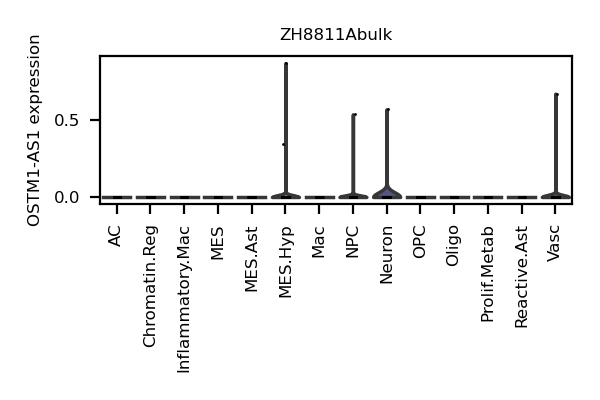 ZH8811Abulk
OSTM1-AS1 expression
0.5
0.0
AC
Chromatin.Reg
Inflammatory.Mac
MES
MES.Ast
MES.Hyp
Mac
NPC
Neuron
OPC
Oligo
Prolif.Metab
Reactive.Ast
Vasc